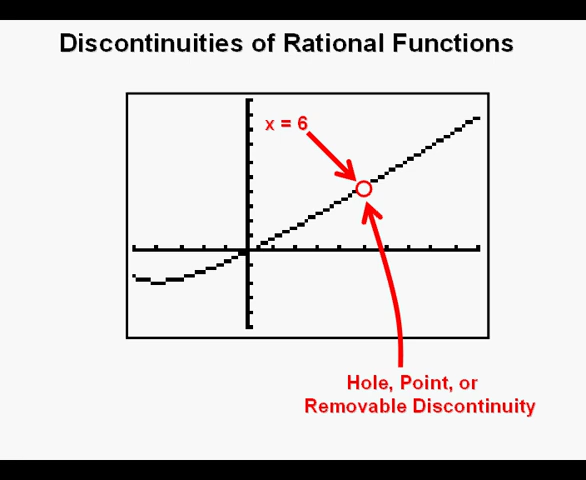 Discontinuities of Rational Functions
x = 6
Hole, Point, or
Removable Discontinuity